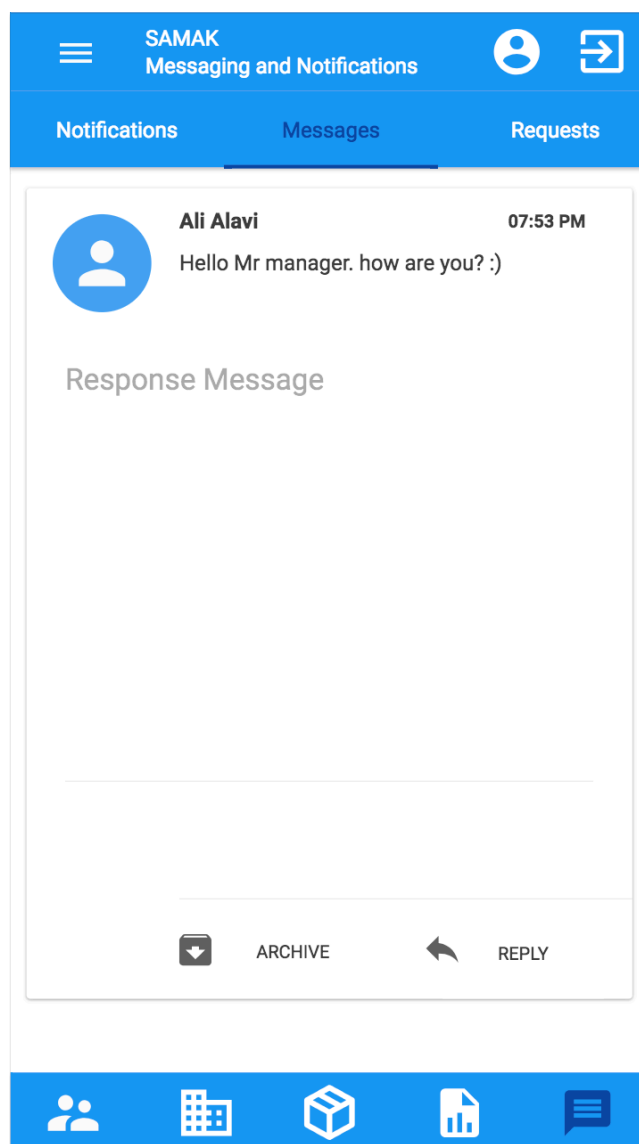 SAMAK
Messaging and Notifications
Notifications Messages Requests
Ali Alavi 07:53 PM
Hello Mr manager. how are you? :)
Response Message
ARCHIVE REPLY